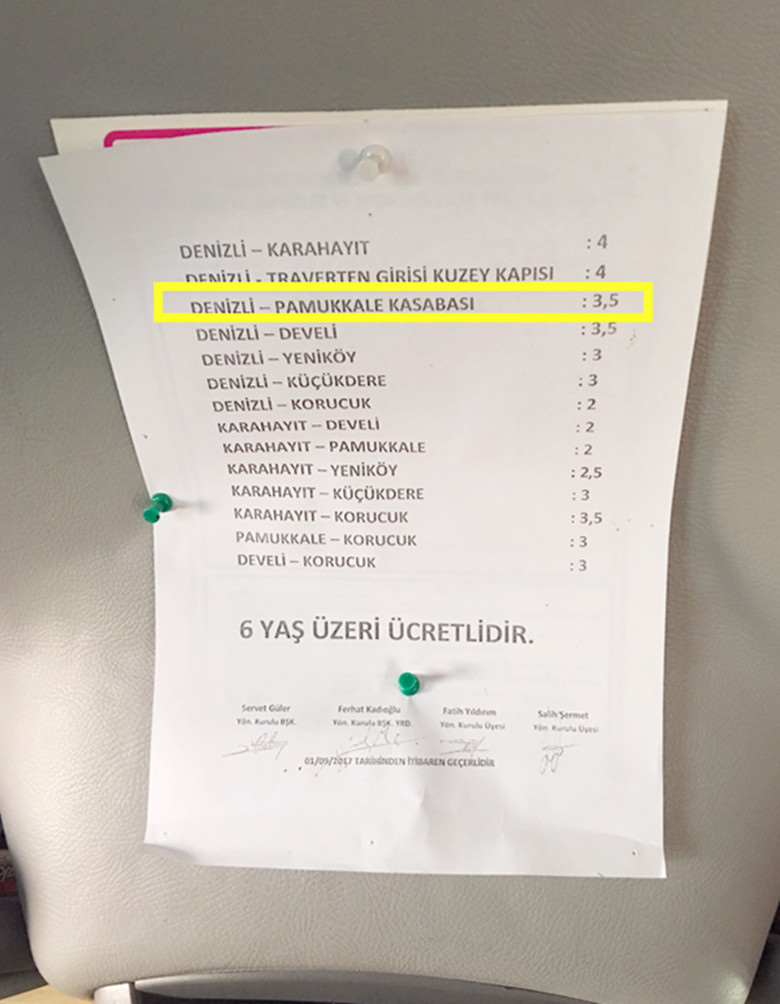 DENİZLİ – KARAHAYIT : 4
DENİZLİ - TRAVERTEN GİRİSİ KUZEY KAPISI : 4
DENİZLİ – PAMUKKALE KASABASI : 3,5
DENİZLİ – DEVELİ : 3,5
DENİZLİ – YENİKÖY : 3
DENİZLİ – KÜÇÜKDERE : 3
DENİZLİ – KORUCUK : 2
KARAHAYIT – DEVELİ : 2
KARAHAYIT – PAMUKKALE : 2
KARAHAYIT – YENİKÖY : 2,5
KARAHAYIT – KÜÇÜKDERE : 3
KARAHAYIT – KORUCUK : 3,5
PAMUKKALE – KORUCUK : 3
DEVELİ – KORUCUK : 3
6 YAŞ ÜZERİ ÜCRETLİDİR.
Servet Güler Ferhat Kadıoğlu Fatih Yıldırım Salih Şermet
Yön. Kurulu BŞK. Yön. Kurulu BŞK. YRD. Yön. Kurulu Üyesi Yön. Kurulu Üyesi
01/09/2017 TARİHİNDEN İTİBAREN GEÇERLİDİR